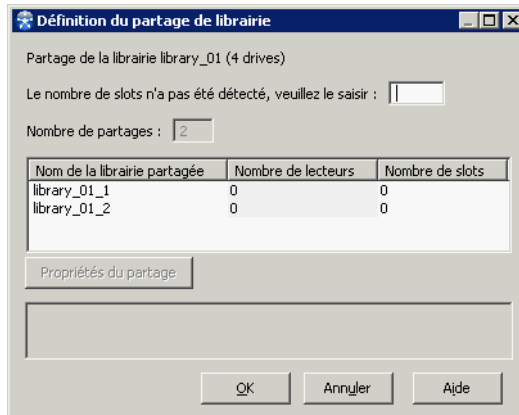 Définition du partage de librairie
Partage de la librairie library_01 (4 drives)
Le nombre de slots n'a pas été détecté, veuillez le saisir :
Nombre de partages : 2
Nom de la librairie partagée Nombre de lecteurs Nombre de slots
library_01_1 0 0
library_01_2 0 0
Propriétés du partage
OK Annuler Aide